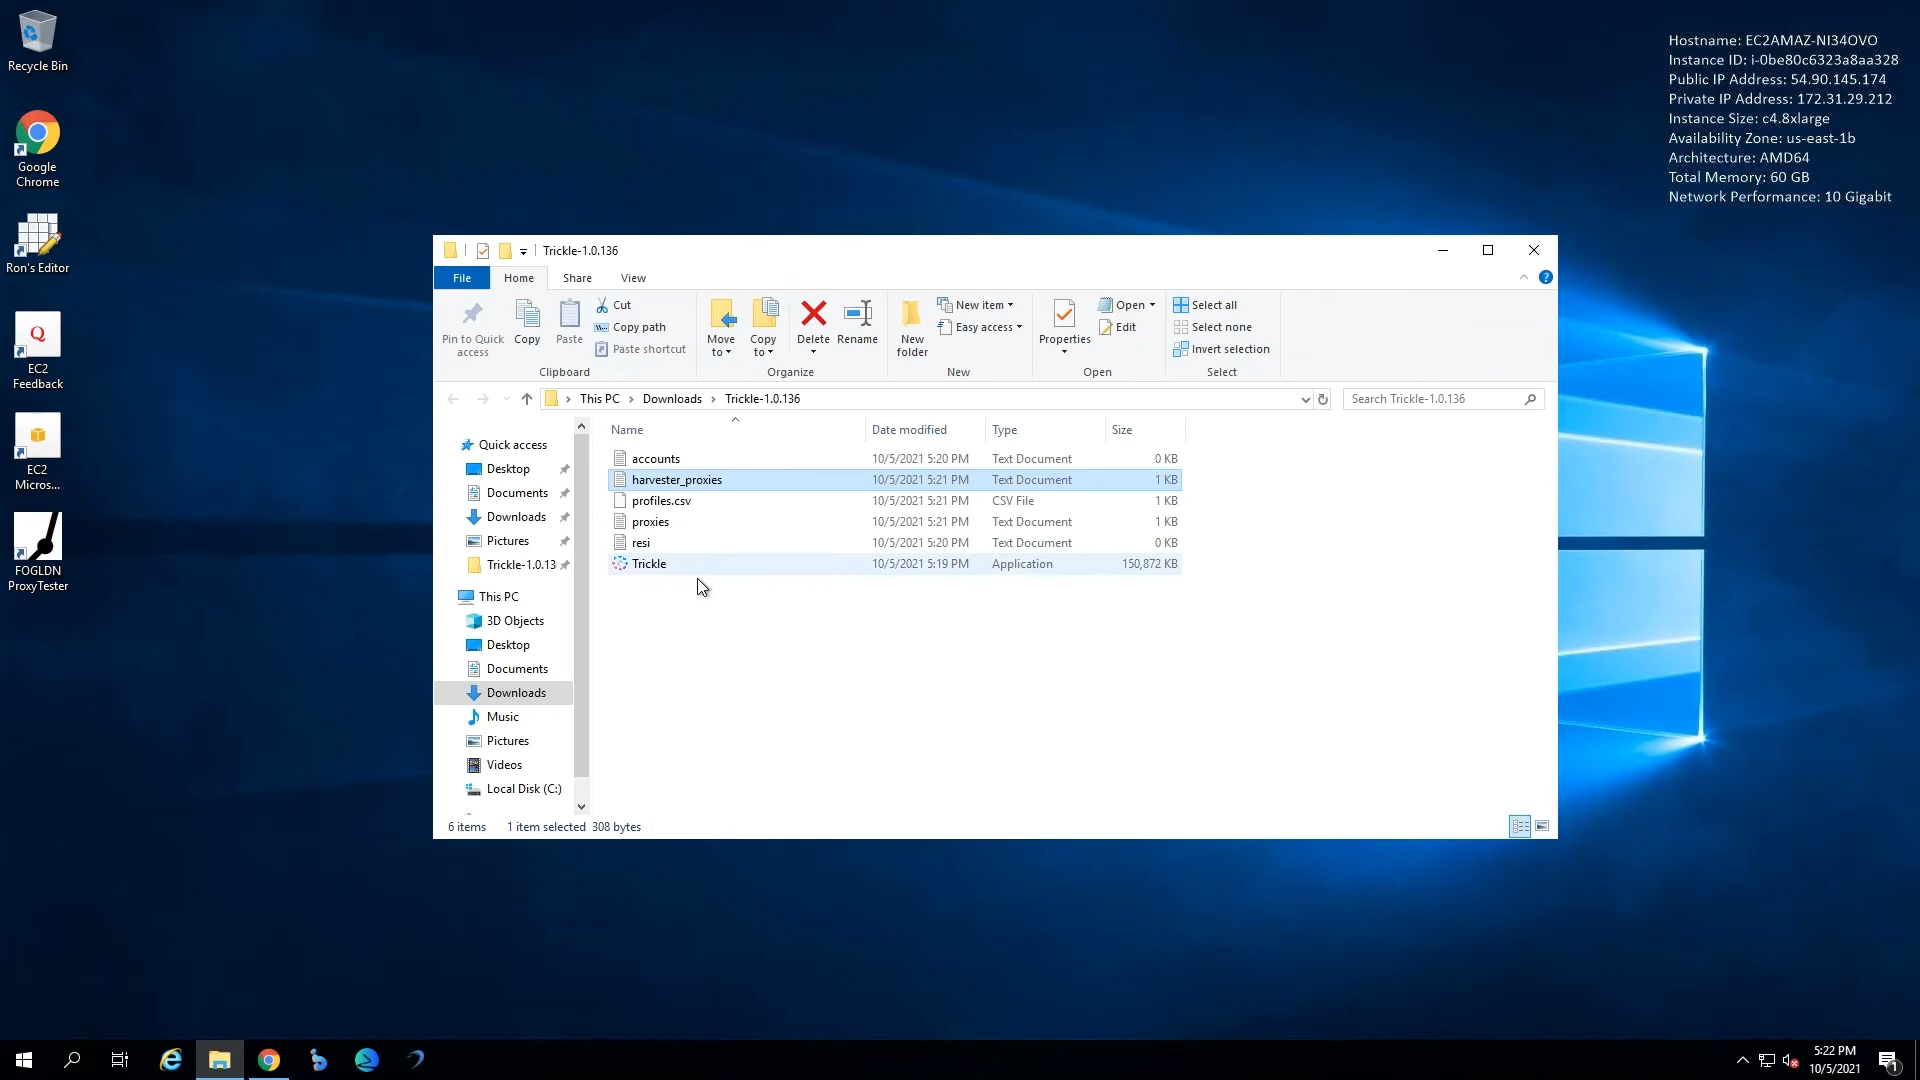 Recycle Bin
Google
Chrome
Ron's Editor
EC2
Feedback
EC2
Micros...
FOGLDN
ProxyTester
Hostname: EC2AMAZ-NI34OVO
Instance ID: i-0be80c6323a8aa328
Public IP Address: 54.90.145.174
Private IP Address: 172.31.29.212
Instance Size: c4.8xlarge
Availability Zone: us-east-1b
Architecture: AMD64
Total Memory: 60 GB
Network Performance: 10 Gigabit
Trickle-1.0.136
File Home Share View
Pin to Quick
access
Copy
Paste
Cut
Copy path
Paste shortcut
Clipboard
Move
to
Copy
to
Delete
Rename
Organize
New
folder
New item
Easy access
New
Properties
Open
Edit
Open
Select all
Select none
Invert selection
Select
This PC > Downloads > Trickle-1.0.136
Search Trickle-1.0.136
Quick access
Desktop
Documents
Downloads
Pictures
Trickle-1.0.13
This PC
3D Objects
Desktop
Documents
Downloads
Music
Pictures
Videos
Local Disk (C:)
Name Date modified Type Size
accounts 10/5/2021 5:20 PM Text Document 0 KB
harvester_proxies 10/5/2021 5:21 PM Text Document 1 KB
profiles.csv 10/5/2021 5:21 PM CSV File 1 KB
proxies 10/5/2021 5:21 PM Text Document 1 KB
resi 10/5/2021 5:20 PM Text Document 0 KB
Trickle 10/5/2021 5:19 PM Application 150,872 KB
6 items 1 item selected 308 bytes
5:22 PM
10/5/2021
1